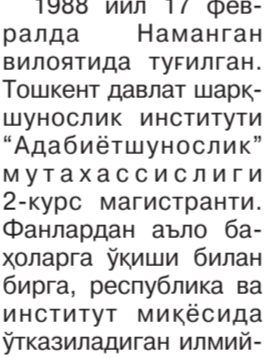 1988 йил 17 фев-
ралда Наманган
вилоятида туғилган.
Тошкент давлат шарқ-
шунослик институти
“Адабиётшунослик”
мутахассислиги
2-курс магистранти.
Фанлардан аъло ба-
ҳоларга ўқиши билан
бирга, республика ва
институт миқёсида
ўтказиладиган илмий-